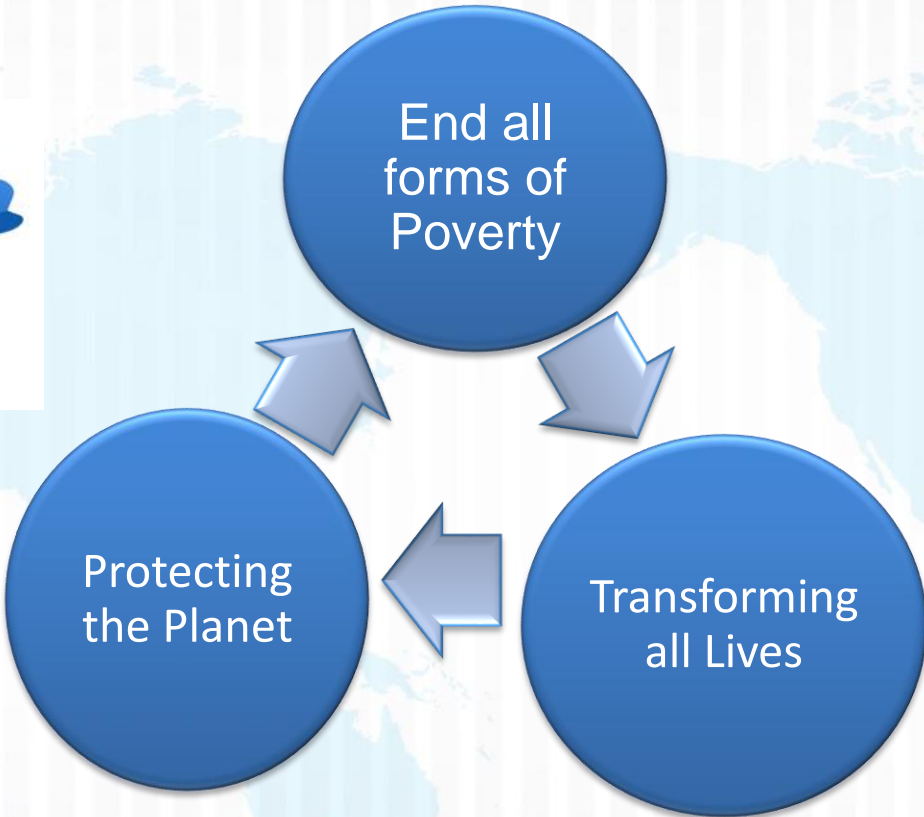 End all
forms of
Poverty
Transforming
all Lives
Protecting
the Planet